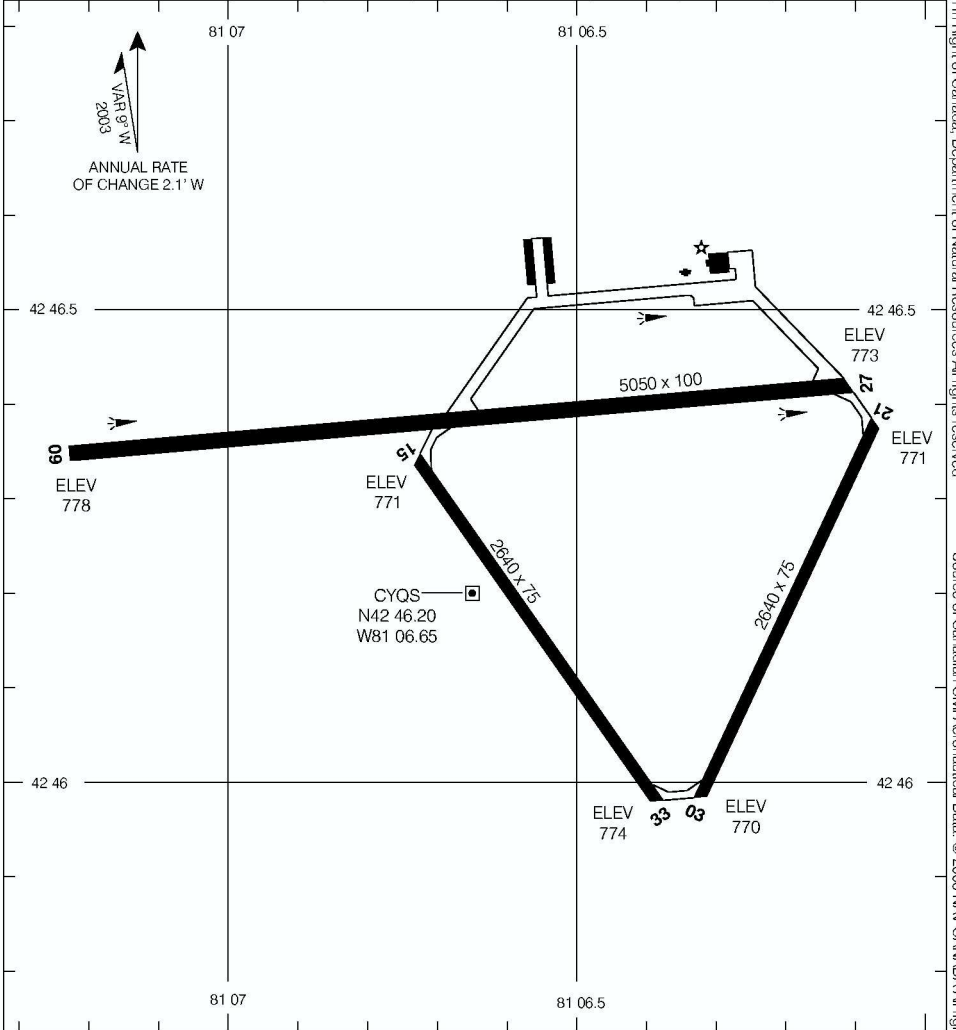 81 07
81 06.5
VAR 9° W
2003
ANNUAL RATE
OF CHANGE 2.1' W
42 46.5
42 46.5
ELEV
773
5050 x 100
27
21
09
15
ELEV
771
ELEV
778
ELEV
771
2640 x 75
2640 x 75
CYQS
N42 46.20
W81 06.65
42 46
42 46
ELEV
774
33
03
ELEV
770
81 07
81 06.5